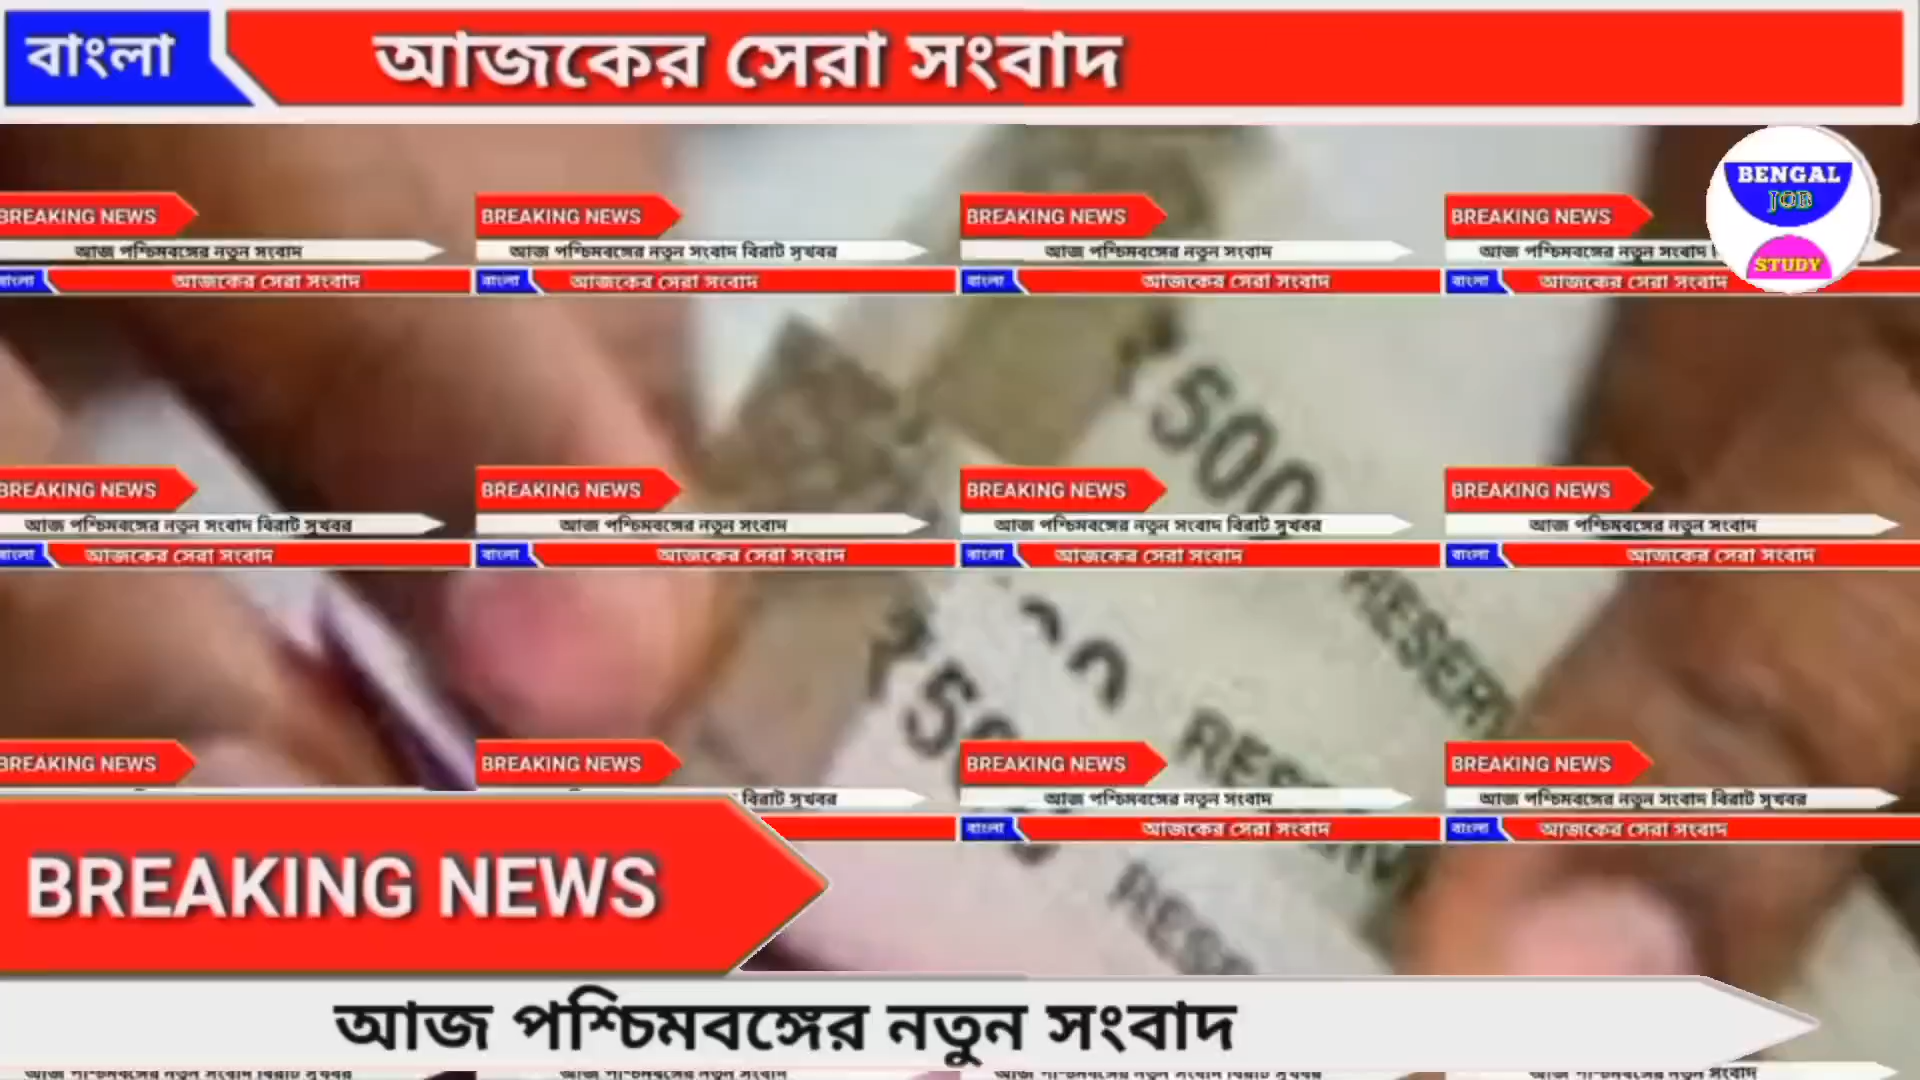 বাংলা আজকের সেরা সংবাদ
BENGAL
JOB
STUDY
BREAKING NEWS BREAKING NEWS BREAKING NEWS BREAKING NEWS
আজ পশ্চিমবঙ্গের নতুন সংবাদ আজ পশ্চিমবঙ্গের নতুন সংবাদ বিরাট সুখবর আজ পশ্চিমবঙ্গের নতুন সংবাদ আজ পশ্চিমবঙ্গের নতুন সংবাদ
বাংলা আজকের সেরা সংবাদ বাংলা আজকের সেরা সংবাদ বাংলা আজকের সেরা সংবাদ বাংলা আজকের সেরা সংবাদ
500
BREAKING NEWS BREAKING NEWS BREAKING NEWS BREAKING NEWS
আজ পশ্চিমবঙ্গের নতুন সংবাদ বিরাট সুখবর আজ পশ্চিমবঙ্গের নতুন সংবাদ আজ পশ্চিমবঙ্গের নতুন সংবাদ বিরাট সুখবর আজ পশ্চিমবঙ্গের নতুন সংবাদ
বাংলা আজকের সেরা সংবাদ বাংলা আজকের সেরা সংবাদ বাংলা আজকের সেরা সংবাদ বাংলা আজকের সেরা সংবাদ
BREAKING NEWS BREAKING NEWS BREAKING NEWS BREAKING NEWS
বিরাট সুখবর আজ পশ্চিমবঙ্গের নতুন সংবাদ আজ পশ্চিমবঙ্গের নতুন সংবাদ বিরাট সুখবর
বাংলা আজকের সেরা সংবাদ বাংলা আজকের সেরা সংবাদ
BREAKING NEWS
আজ পশ্চিমবঙ্গের নতুন সংবাদ